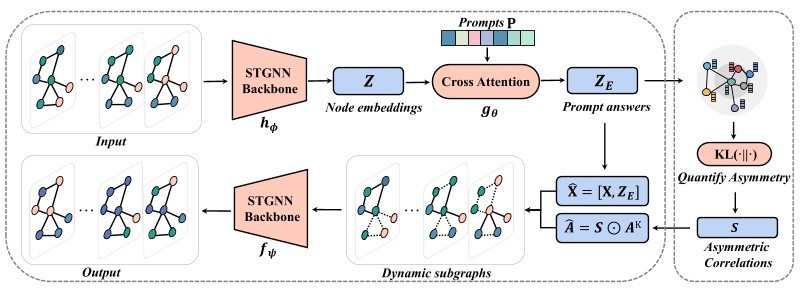 Prompts P
STGNN
Backbone
Z
Cross Attention
Z_E
Node embeddings
Prompt answers
h_ϕ
g_θ
Input
KL(·||·)
Quantify Asymmetry
X̂ = [X, Z_E]
STGNN
Backbone
Â = S ⊙ A^K
S
Asymmetric
Correlations
f_ψ
Output
Dynamic subgraphs